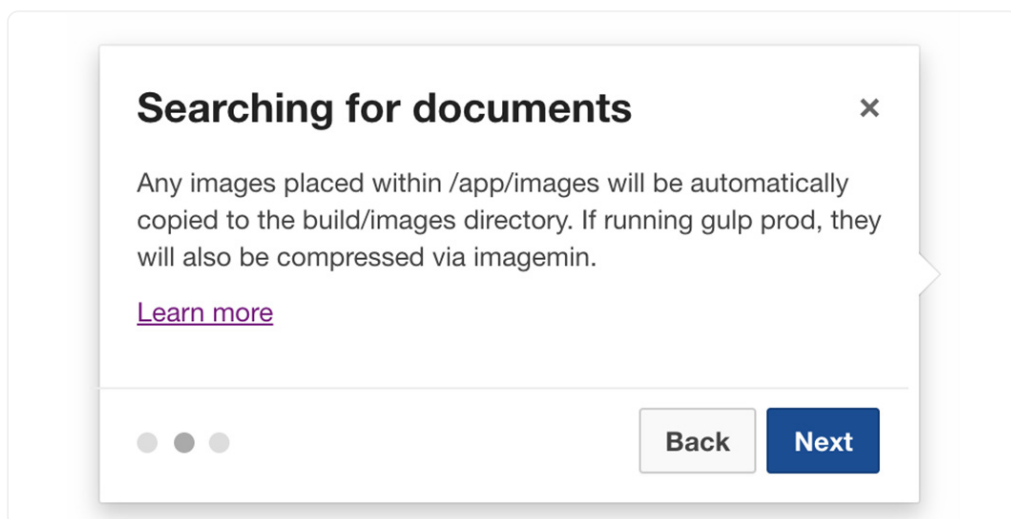 Searching for documents
×
Any images placed within /app/images will be automatically
copied to the build/images directory. If running gulp prod, they
will also be compressed via imagemin.
Learn more
Back
Next